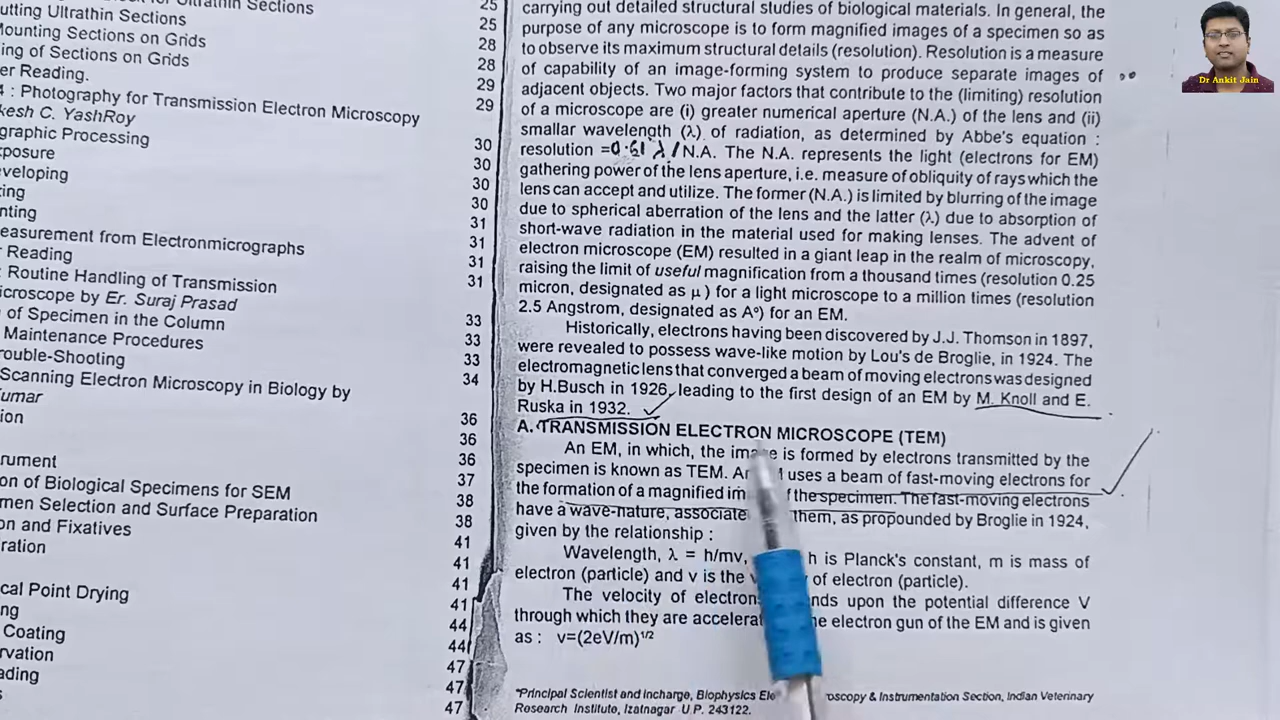 ck for Ultrathin Sections
utting Ultrathin Sections
Mounting Sections on Grids
ing of Sections on Grids
er Reading.
4 : Photography for Transmission Electron Microscopy
kesh C. YashRoy
graphic Processing
xposure
eveloping
ting
nting
easurement from Electronmicrographs
r Reading
: Routine Handling of Transmission
icroscope by Er. Suraj Prasad
of Specimen in the Column
Maintenance Procedures
rouble-Shooting
Scanning Electron Microscopy in Biology by
umar
ion
rument
on of Biological Specimens for SEM
men Selection and Surface Preparation
on and Fixatives
ration
cal Point Drying
ng
Coating
rvation
ading
s
25
25
28
28
29
29
30
30
30
30
31
31
31
31
33
33
33
34
36
36
36
37
38
38
41
41
41
41
44
44
47
47
47
carrying out detailed structural studies of biological materials. In general, the
purpose of any microscope is to form magnified images of a specimen so as
to observe its maximum structural details (resolution). Resolution is a measure
of capability of an image-forming system to produce separate images of
adjacent objects. Two major factors that contribute to the (limiting) resolution
of a microscope are (i) greater numerical aperture (N.A.) of the lens and (ii)
smallar wavelength (λ) of radiation, as determined by Abbe's equation :
resolution =0.61 λ/N.A. The N.A. represents the light (electrons for EM)
gathering power of the lens aperture, i.e. measure of obliquity of rays which the
lens can accept and utilize. The former (N.A.) is limited by blurring of the image
due to spherical aberration of the lens and the latter (λ) due to absorption of
short-wave radiation in the material used for making lenses. The advent of
electron microscope (EM) resulted in a giant leap in the realm of microscopy,
raising the limit of useful magnification from a thousand times (resolution 0.25
micron, designated as μ ) for a light microscope to a million times (resolution
2.5 Angstrom, designated as A°) for an EM.
Historically, electrons having been discovered by J.J. Thomson in 1897,
were revealed to possess wave-like motion by Lou's de Broglie, in 1924. The
electromagnetic lens that converged a beam of moving electrons was designed
by H.Busch in 1926, leading to the first design of an EM by M. Knoll and E.
Ruska in 1932.
A. TRANSMISSION ELECTRON MICROSCOPE (TEM)
An EM, in which, the image is formed by electrons transmitted by the
specimen is known as TEM. An uses a beam of fast-moving electrons for
the formation of a magnified im f the specimen. The fast-moving electrons
have a wave-nature, associate them, as propounded by Broglie in 1924,
given by the relationship :
Wavelength, λ = h/mv, h is Planck's constant, m is mass of
electron (particle) and v is the v of electron (particle).
The velocity of electron nds upon the potential difference V
through which they are accelerat e electron gun of the EM and is given
as : v=(2eV/m)1/2
*Principal Scientist and Incharge, Biophysics Ele roscopy & Instrumentation Section, Indian Veterinary
Research Institute, Izatnagar U P. 243122.
Dr Ankit Jain